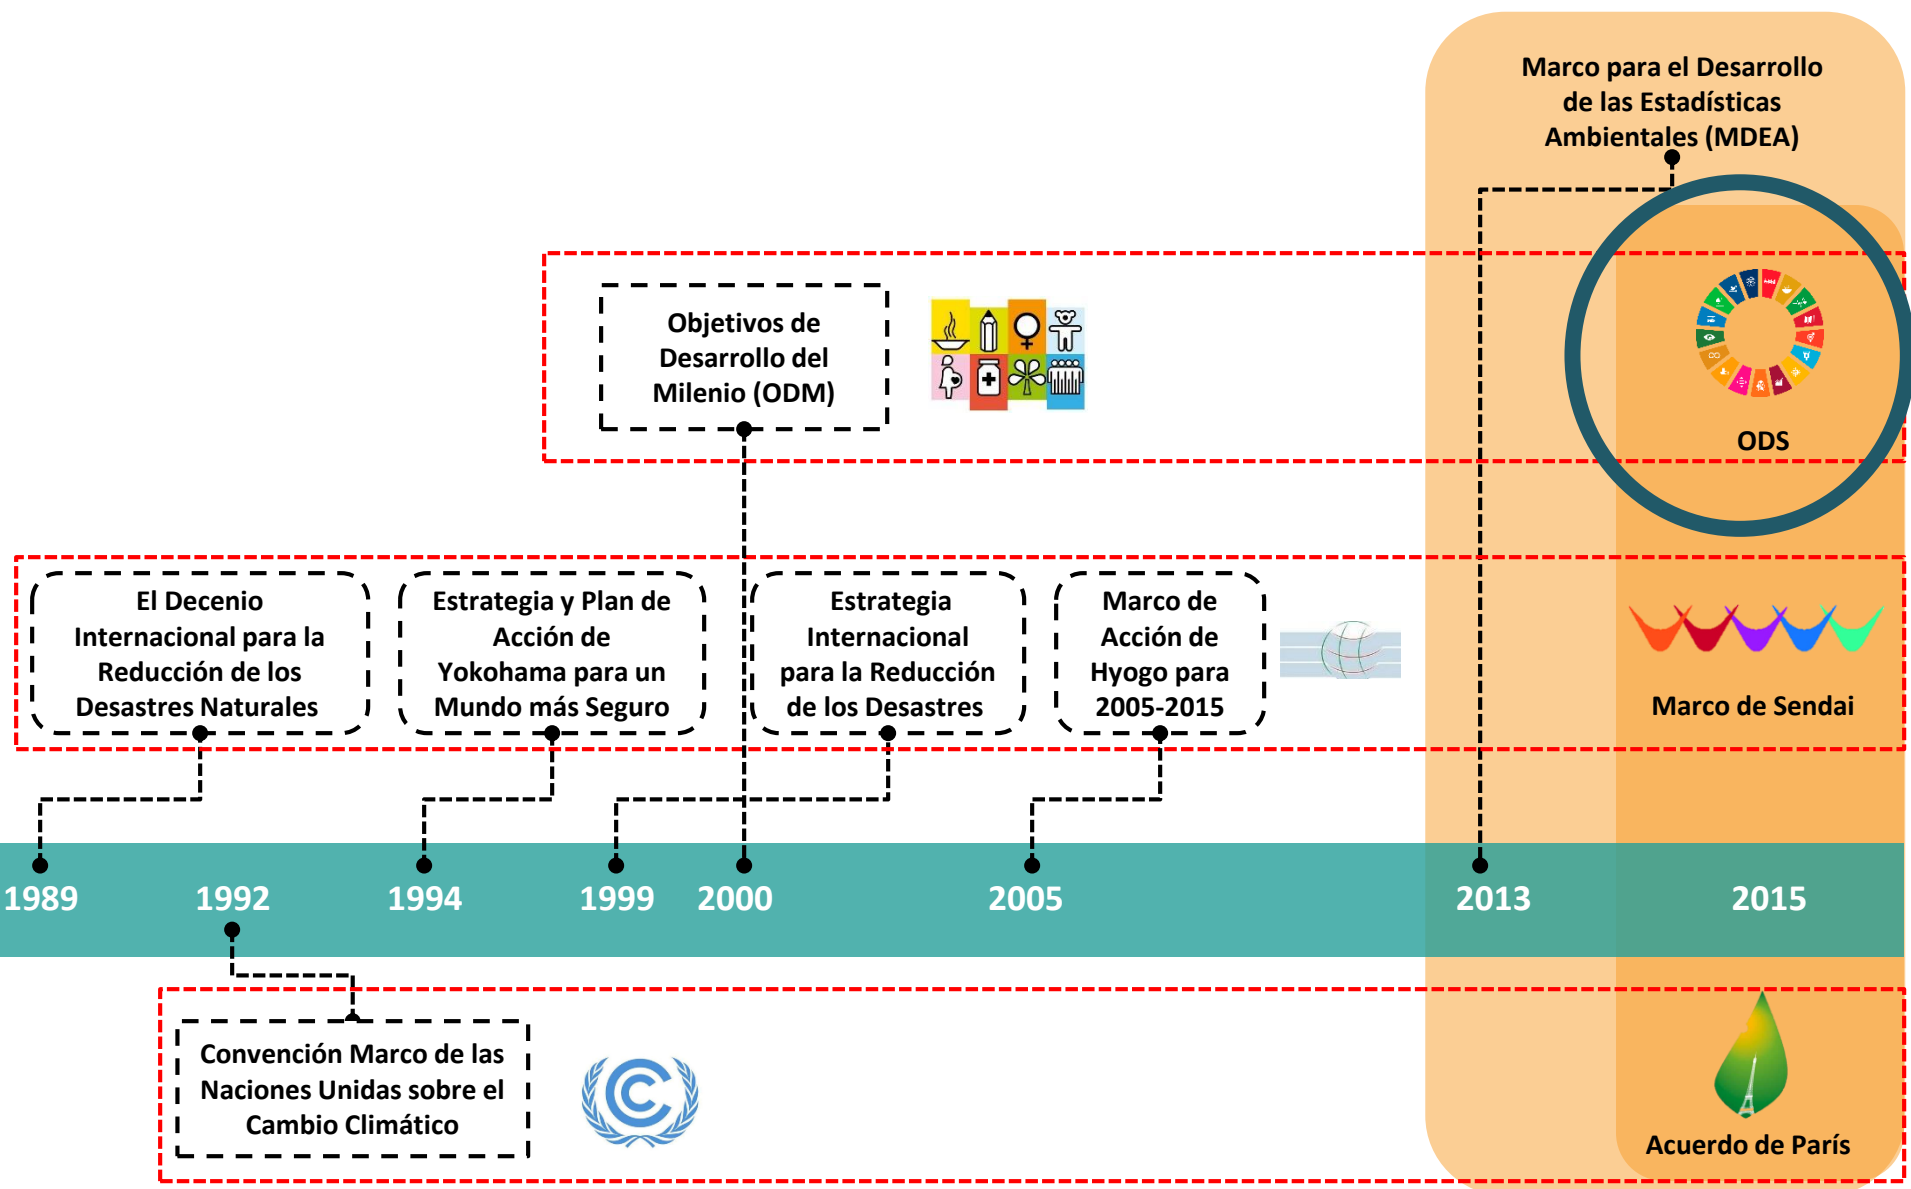 Marco para el Desarrollo
de las Estadísticas
Ambientales (MDEA)
Objetivos de
Desarrollo del
Milenio (ODM)
ODS
El Decenio
Internacional para la
Reducción de los
Desastres Naturales
Estrategia y Plan de
Acción de
Yokohama para un
Mundo más Seguro
Estrategia
Internacional
para la Reducción
de los Desastres
Marco de
Acción de
Hyogo para
2005-2015
Marco de Sendai
1989
1992
1994
1999
2000
2005
2013
2015
Convención Marco de las
Naciones Unidas sobre el
Cambio Climático
Acuerdo de París